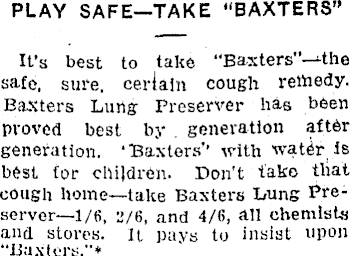 PLAY SAFE—TAKE "BAXTERS"
It's best to take "Baxters"—the
safe, sure, certain cough remedy.
Baxters Lung Preserver has been
proved best by generation after
generation. "Baxters" with water is
best for children. Don't take that
cough home—take Baxters Lung Pre-
server—1/6, 2/6, and 4/6, all chemists
and stores. It pays to insist upon
"Baxters."*